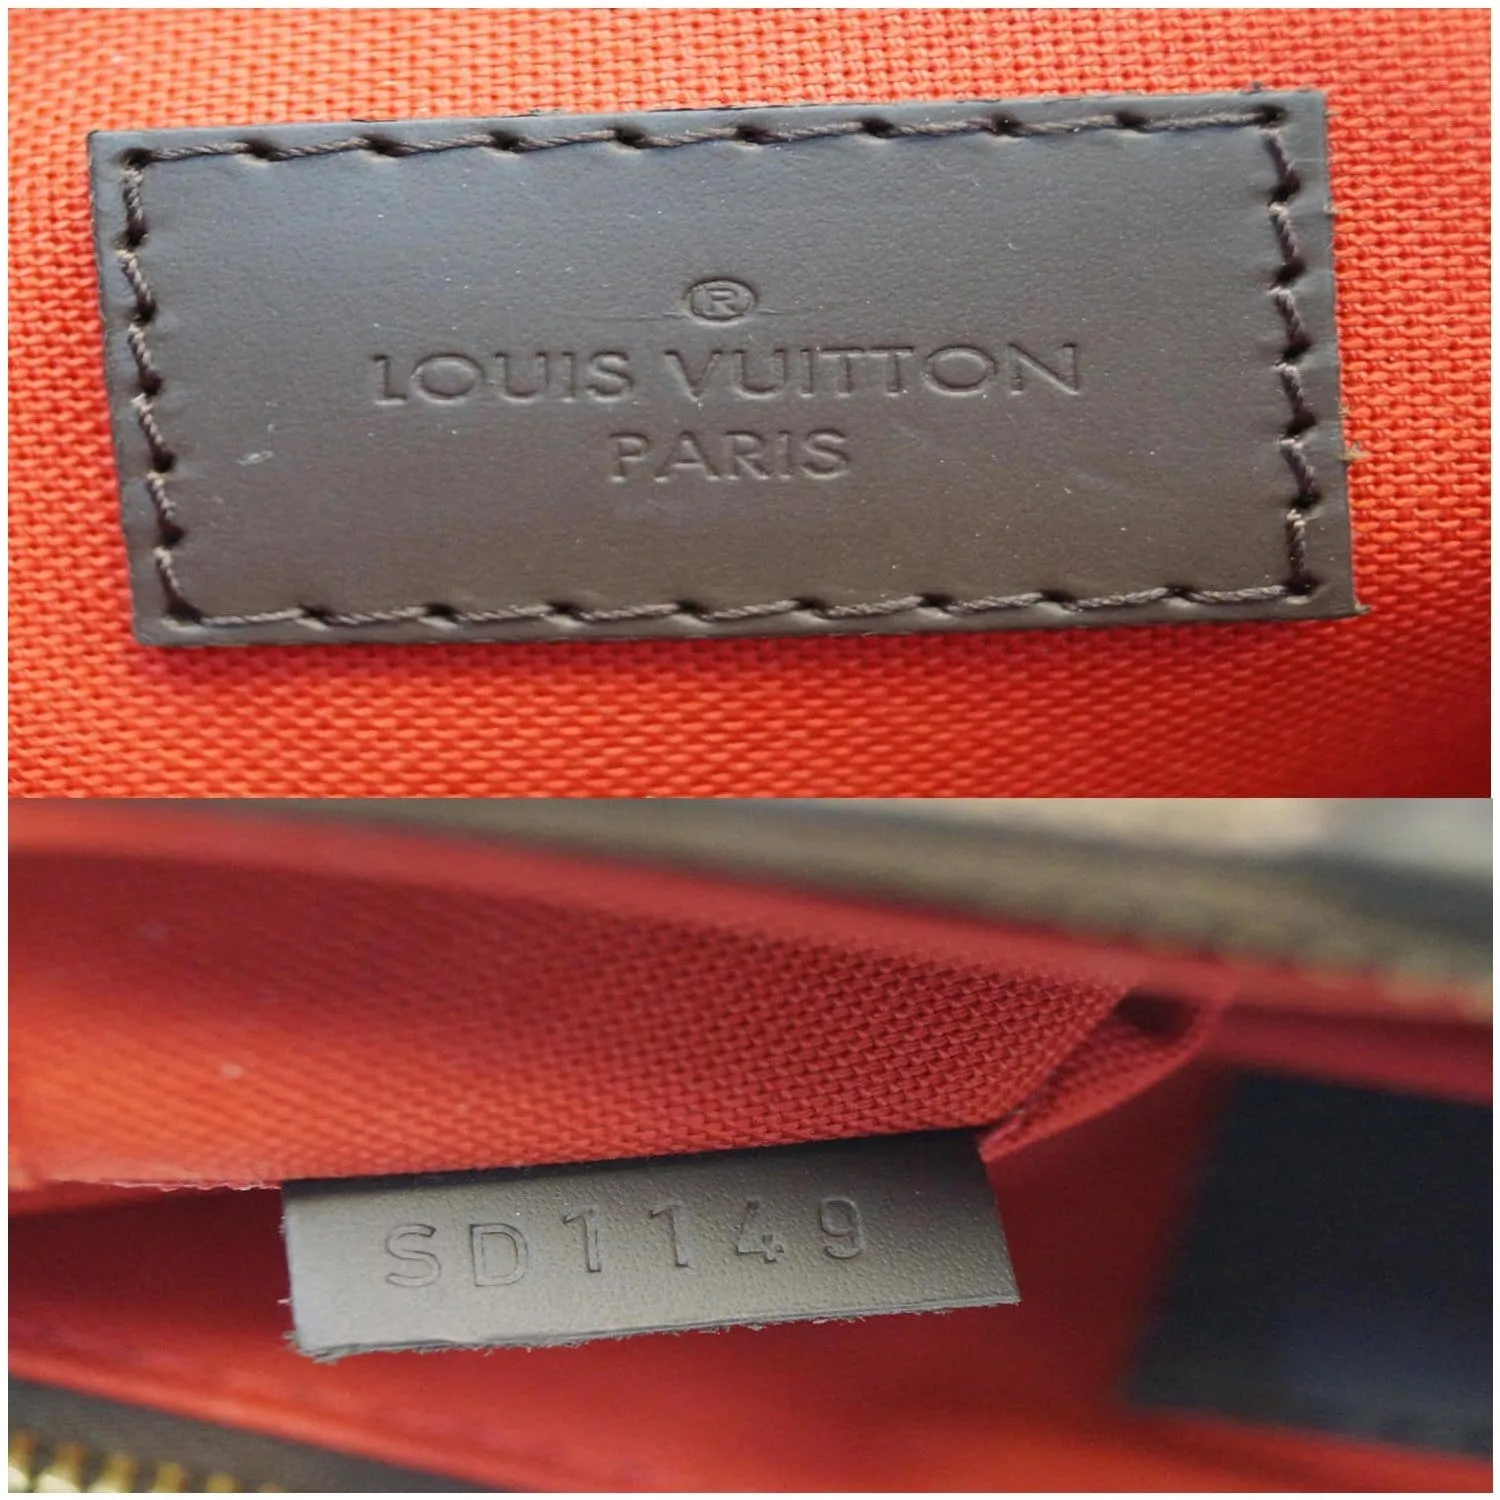 ®
LOUIS VUITTON
PARIS
SD1149